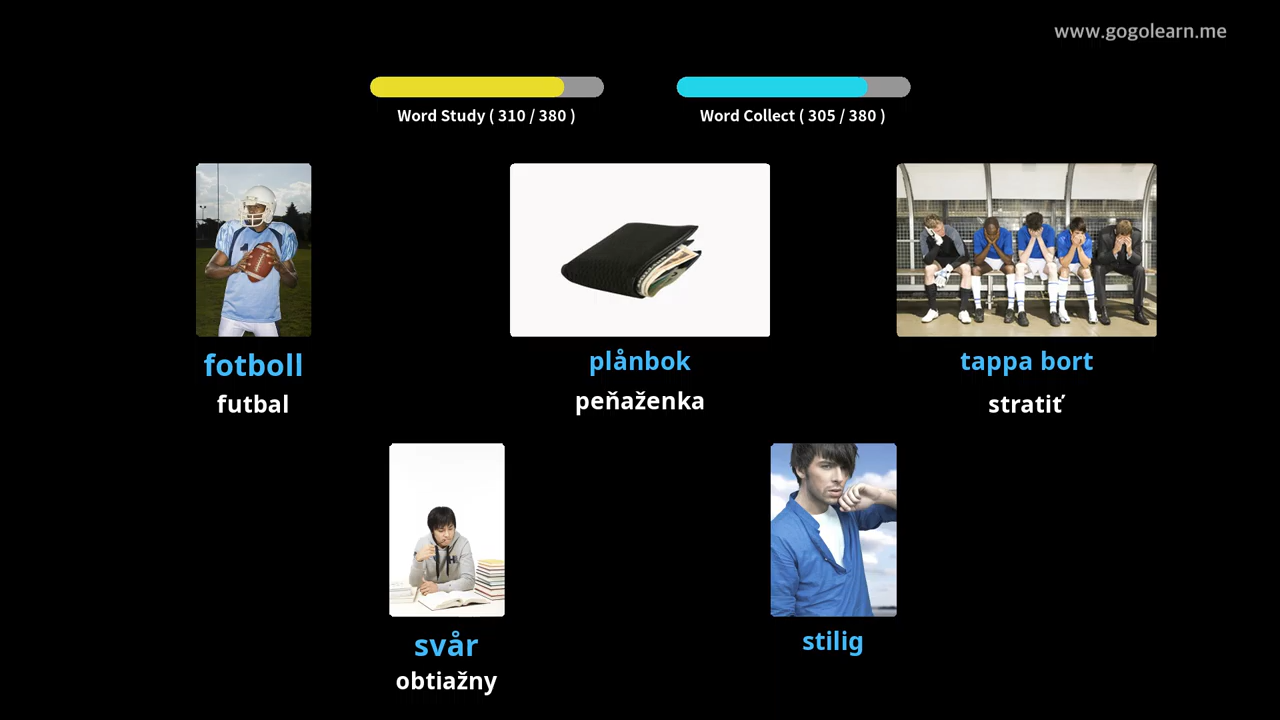 www.gogolearn.me
Word Study ( 310 / 380 )
Word Collect ( 305 / 380 )
fotboll
futbal
plånbok
peňaženka
tappa bort
stratiť
svår
obtiažny
stilig